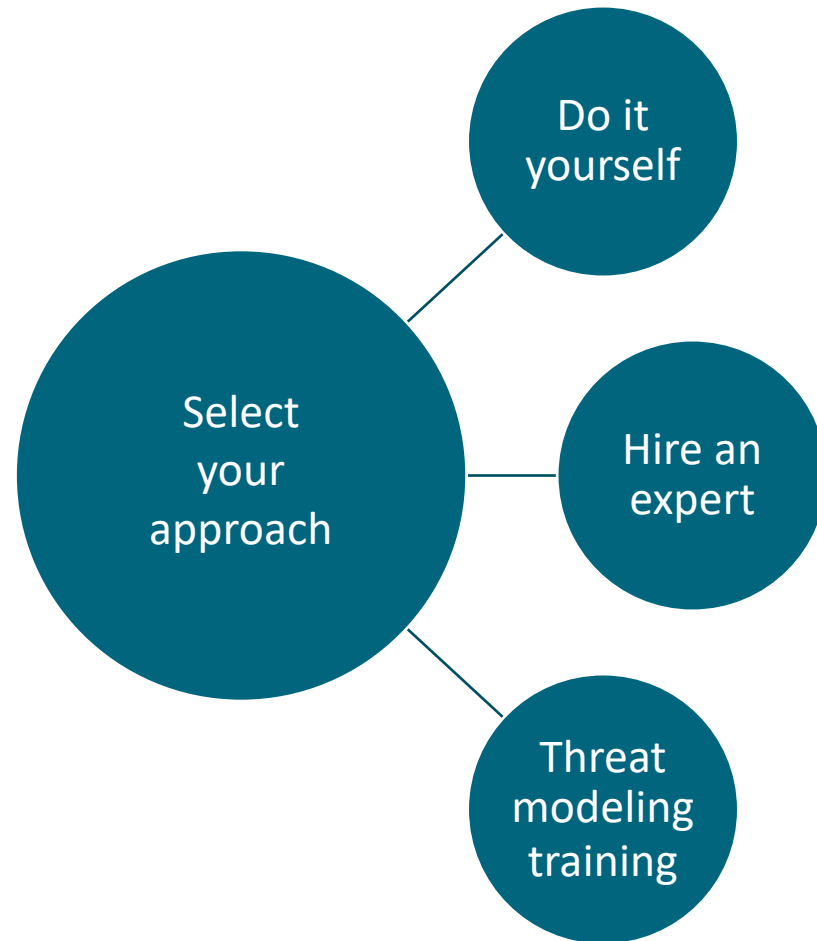 Do it
yourself
Select
your
approach
Hire an
expert
Threat
modeling
training